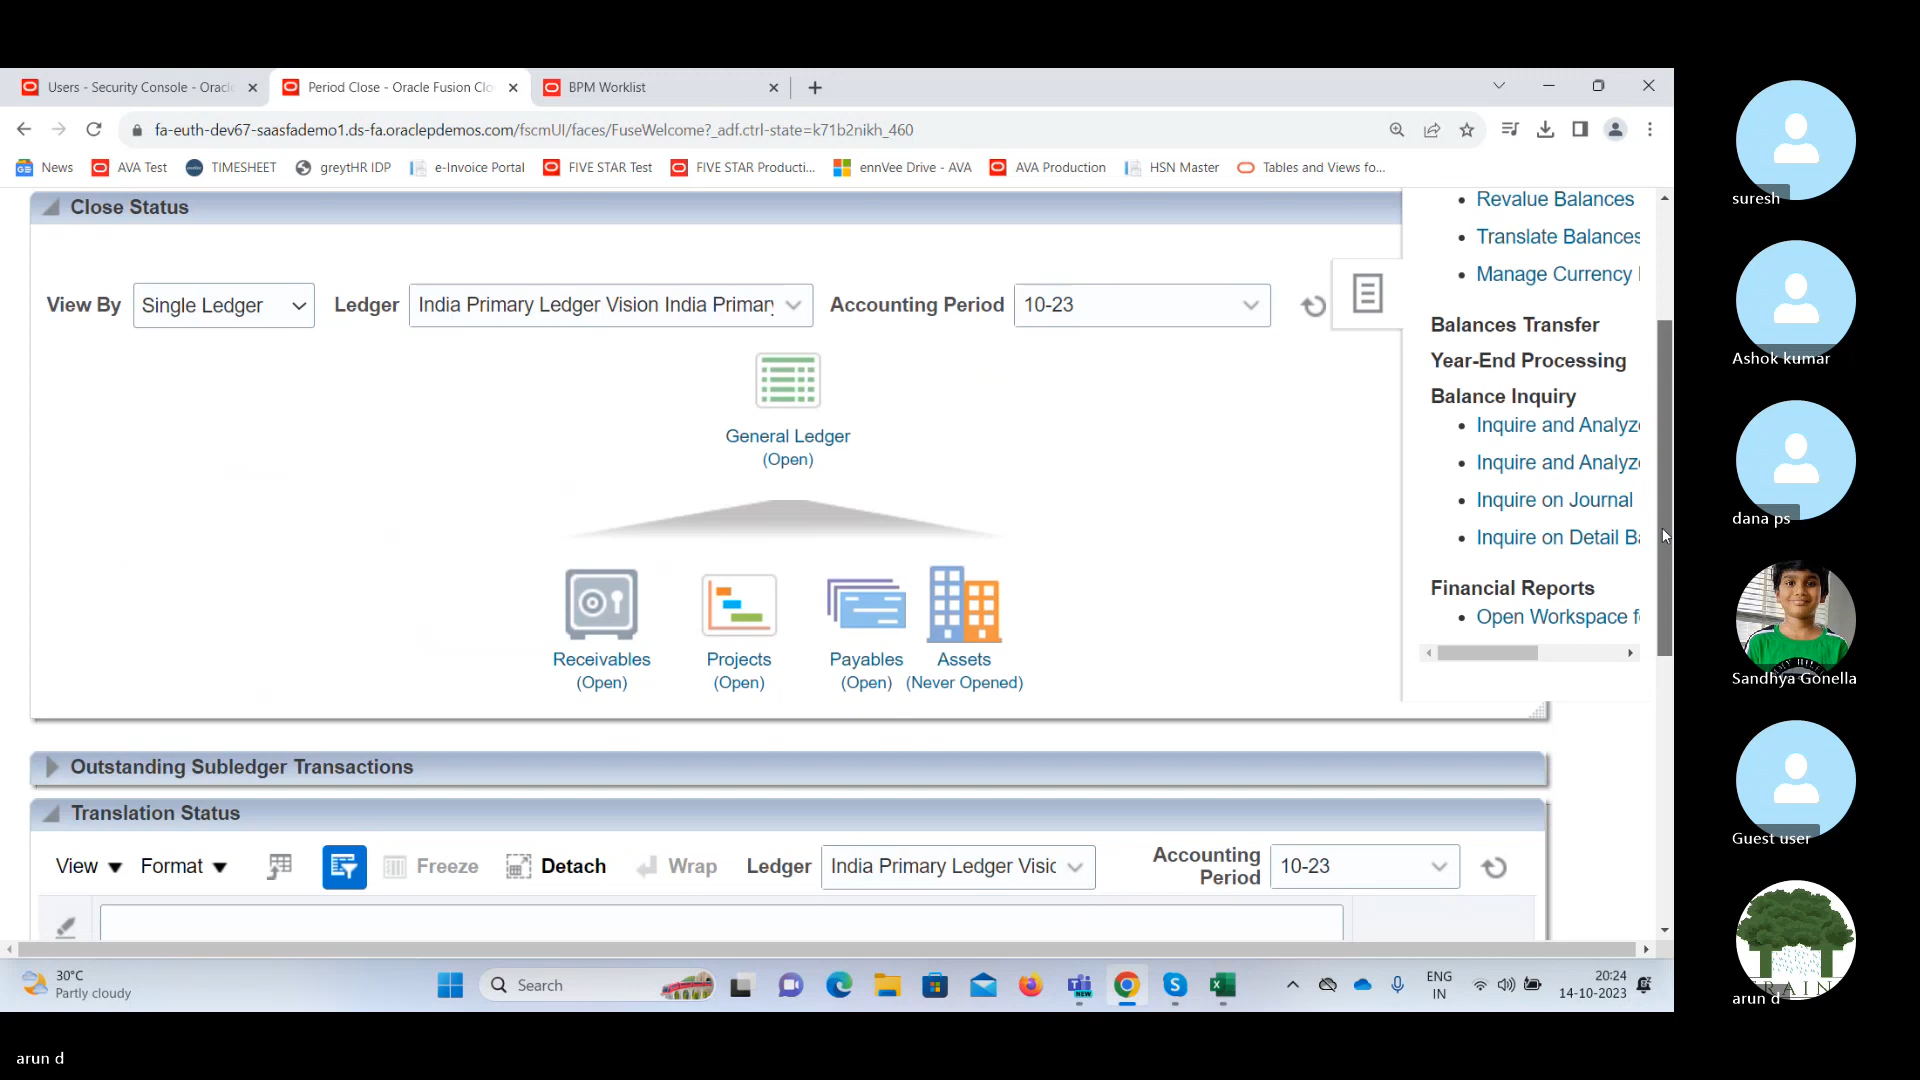 Users - Security Console - Oracl
Period Close - Oracle Fusion Clo
BPM Worklist
fa-euth-dev67-saasfademo1.ds-fa.oraclepdemos.com/fscmUI/faces/FuseWelcome?_adf.ctrl-state=k71b2nikh_460
News
AVA Test
TIMESHEET
greytHR IDP
e-Invoice Portal
FIVE STAR Test
FIVE STAR Producti...
ennVee Drive - AVA
AVA Production
HSN Master
Tables and Views fo...
Close Status
View By
Single Ledger
Ledger
India Primary Ledger Vision India Primar
Accounting Period
10-23
General Ledger
(Open)
Receivables
(Open)
Projects
(Open)
Payables
(Open)
Assets
(Never Opened)
Revalue Balances
Translate Balances
Manage Currency
Balances Transfer
Year-End Processing
Balance Inquiry
Inquire and Analyze
Inquire and Analyze
Inquire on Journal
Inquire on Detail Ba
Financial Reports
Open Workspace f
Outstanding Subledger Transactions
Translation Status
View
Format
Freeze
Detach
Wrap
Ledger
India Primary Ledger Visic
Accounting
Period
10-23
30°C
Partly cloudy
Search
NEW
ENG
IN
20:24
14-10-2023
suresh
Ashok kumar
dana ps
Sandhya Gonella
Guest user
arun d
arun d